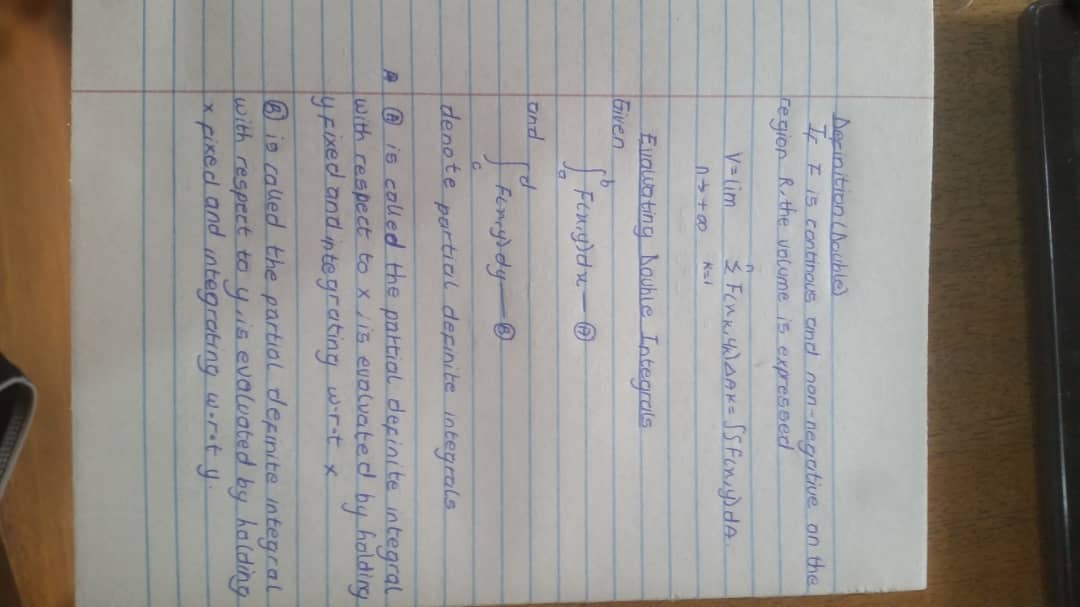 Definition (Double)
If F is continous and non-negative on the
region R, the volume is expressed
V = lim n→+∞ n Σ k=1 F(xk, yk) ΔAk = ∫∫ F(x,y) dA.
Evaluating Double Integrals
Given
∫ₐᵇ F(x,y) dx — Ⓐ
and
∫ d c F(x,y) dy — Ⓑ
denote partial definite integrals
A Ⓐ is called the partial definite integral
with respect to x, is evaluated by holding
y fixed and integrating w.r.t x
Ⓑ is called the partial definite integral
with respect to y, is evaluated by holding
x fixed and integrating w.r.t y.